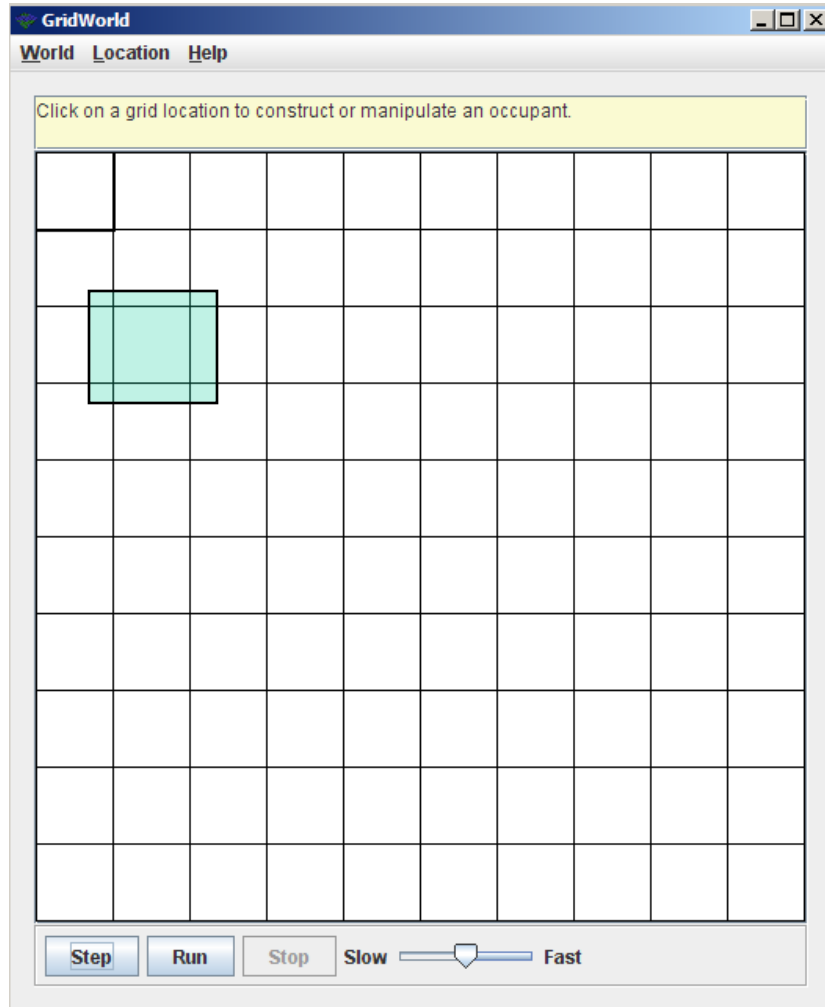 GridWorld
World Location Help
Click on a grid location to construct or manipulate an occupant.
Step Run Stop Slow Fast